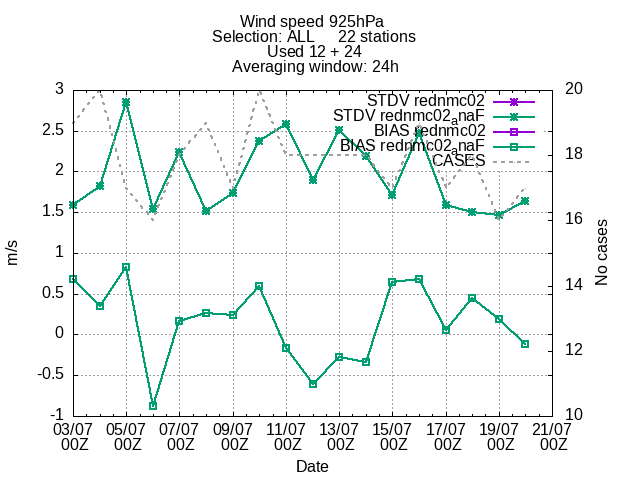 Wind speed 925hPa
Selection: ALL 22 stations
Used 12 + 24
Averaging window: 24h
STDV rednmc02
STDV rednmc02anaF
BIAS rednmc02
BIAS rednmc02anaF
CASES
3
2.5
2
1.5
1
0.5
0
-0.5
-1
m/s
20
18
16
14
12
10
No cases
03/07 05/07 07/07 09/07 11/07 13/07 15/07 17/07 19/07 21/07
00Z 00Z 00Z 00Z 00Z 00Z 00Z 00Z 00Z 00Z
Date